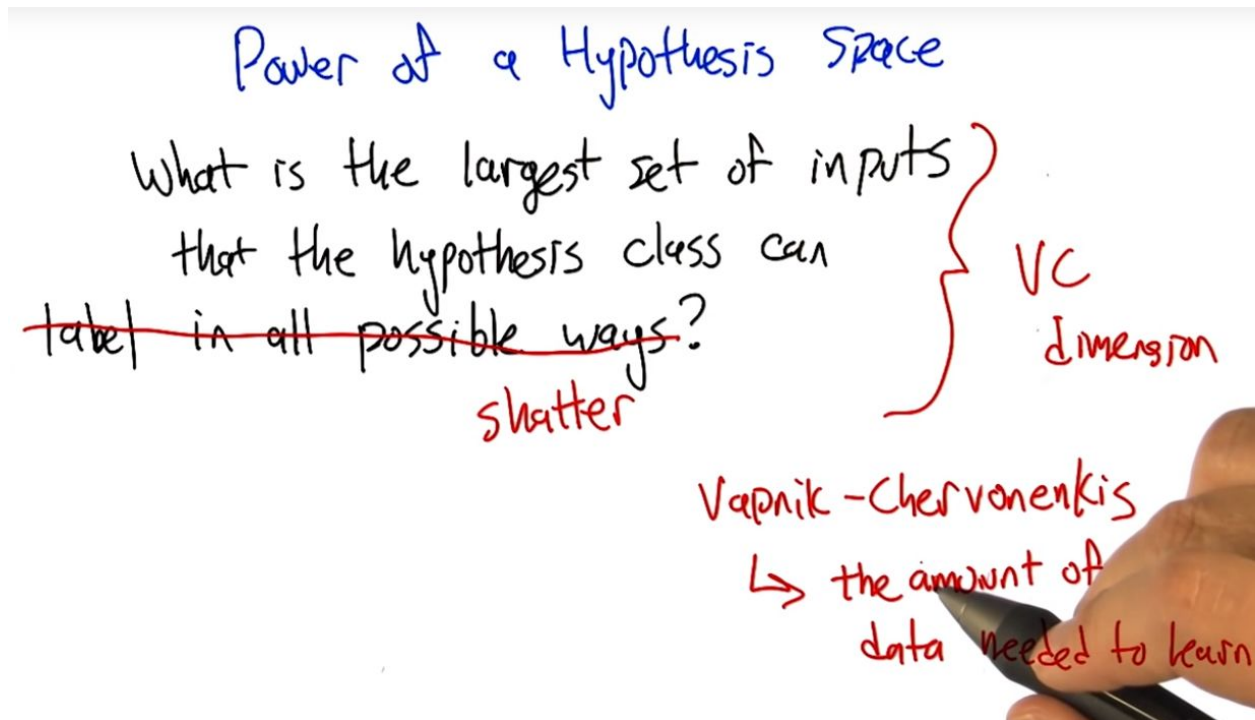 Power of a Hypothesis Space
What is the largest set of inputs
that the hypothesis class can
label in all possible ways?
shatter
VC
dimension
Vapnik-Chervonenkis
↳ the amount of
data needed to learn